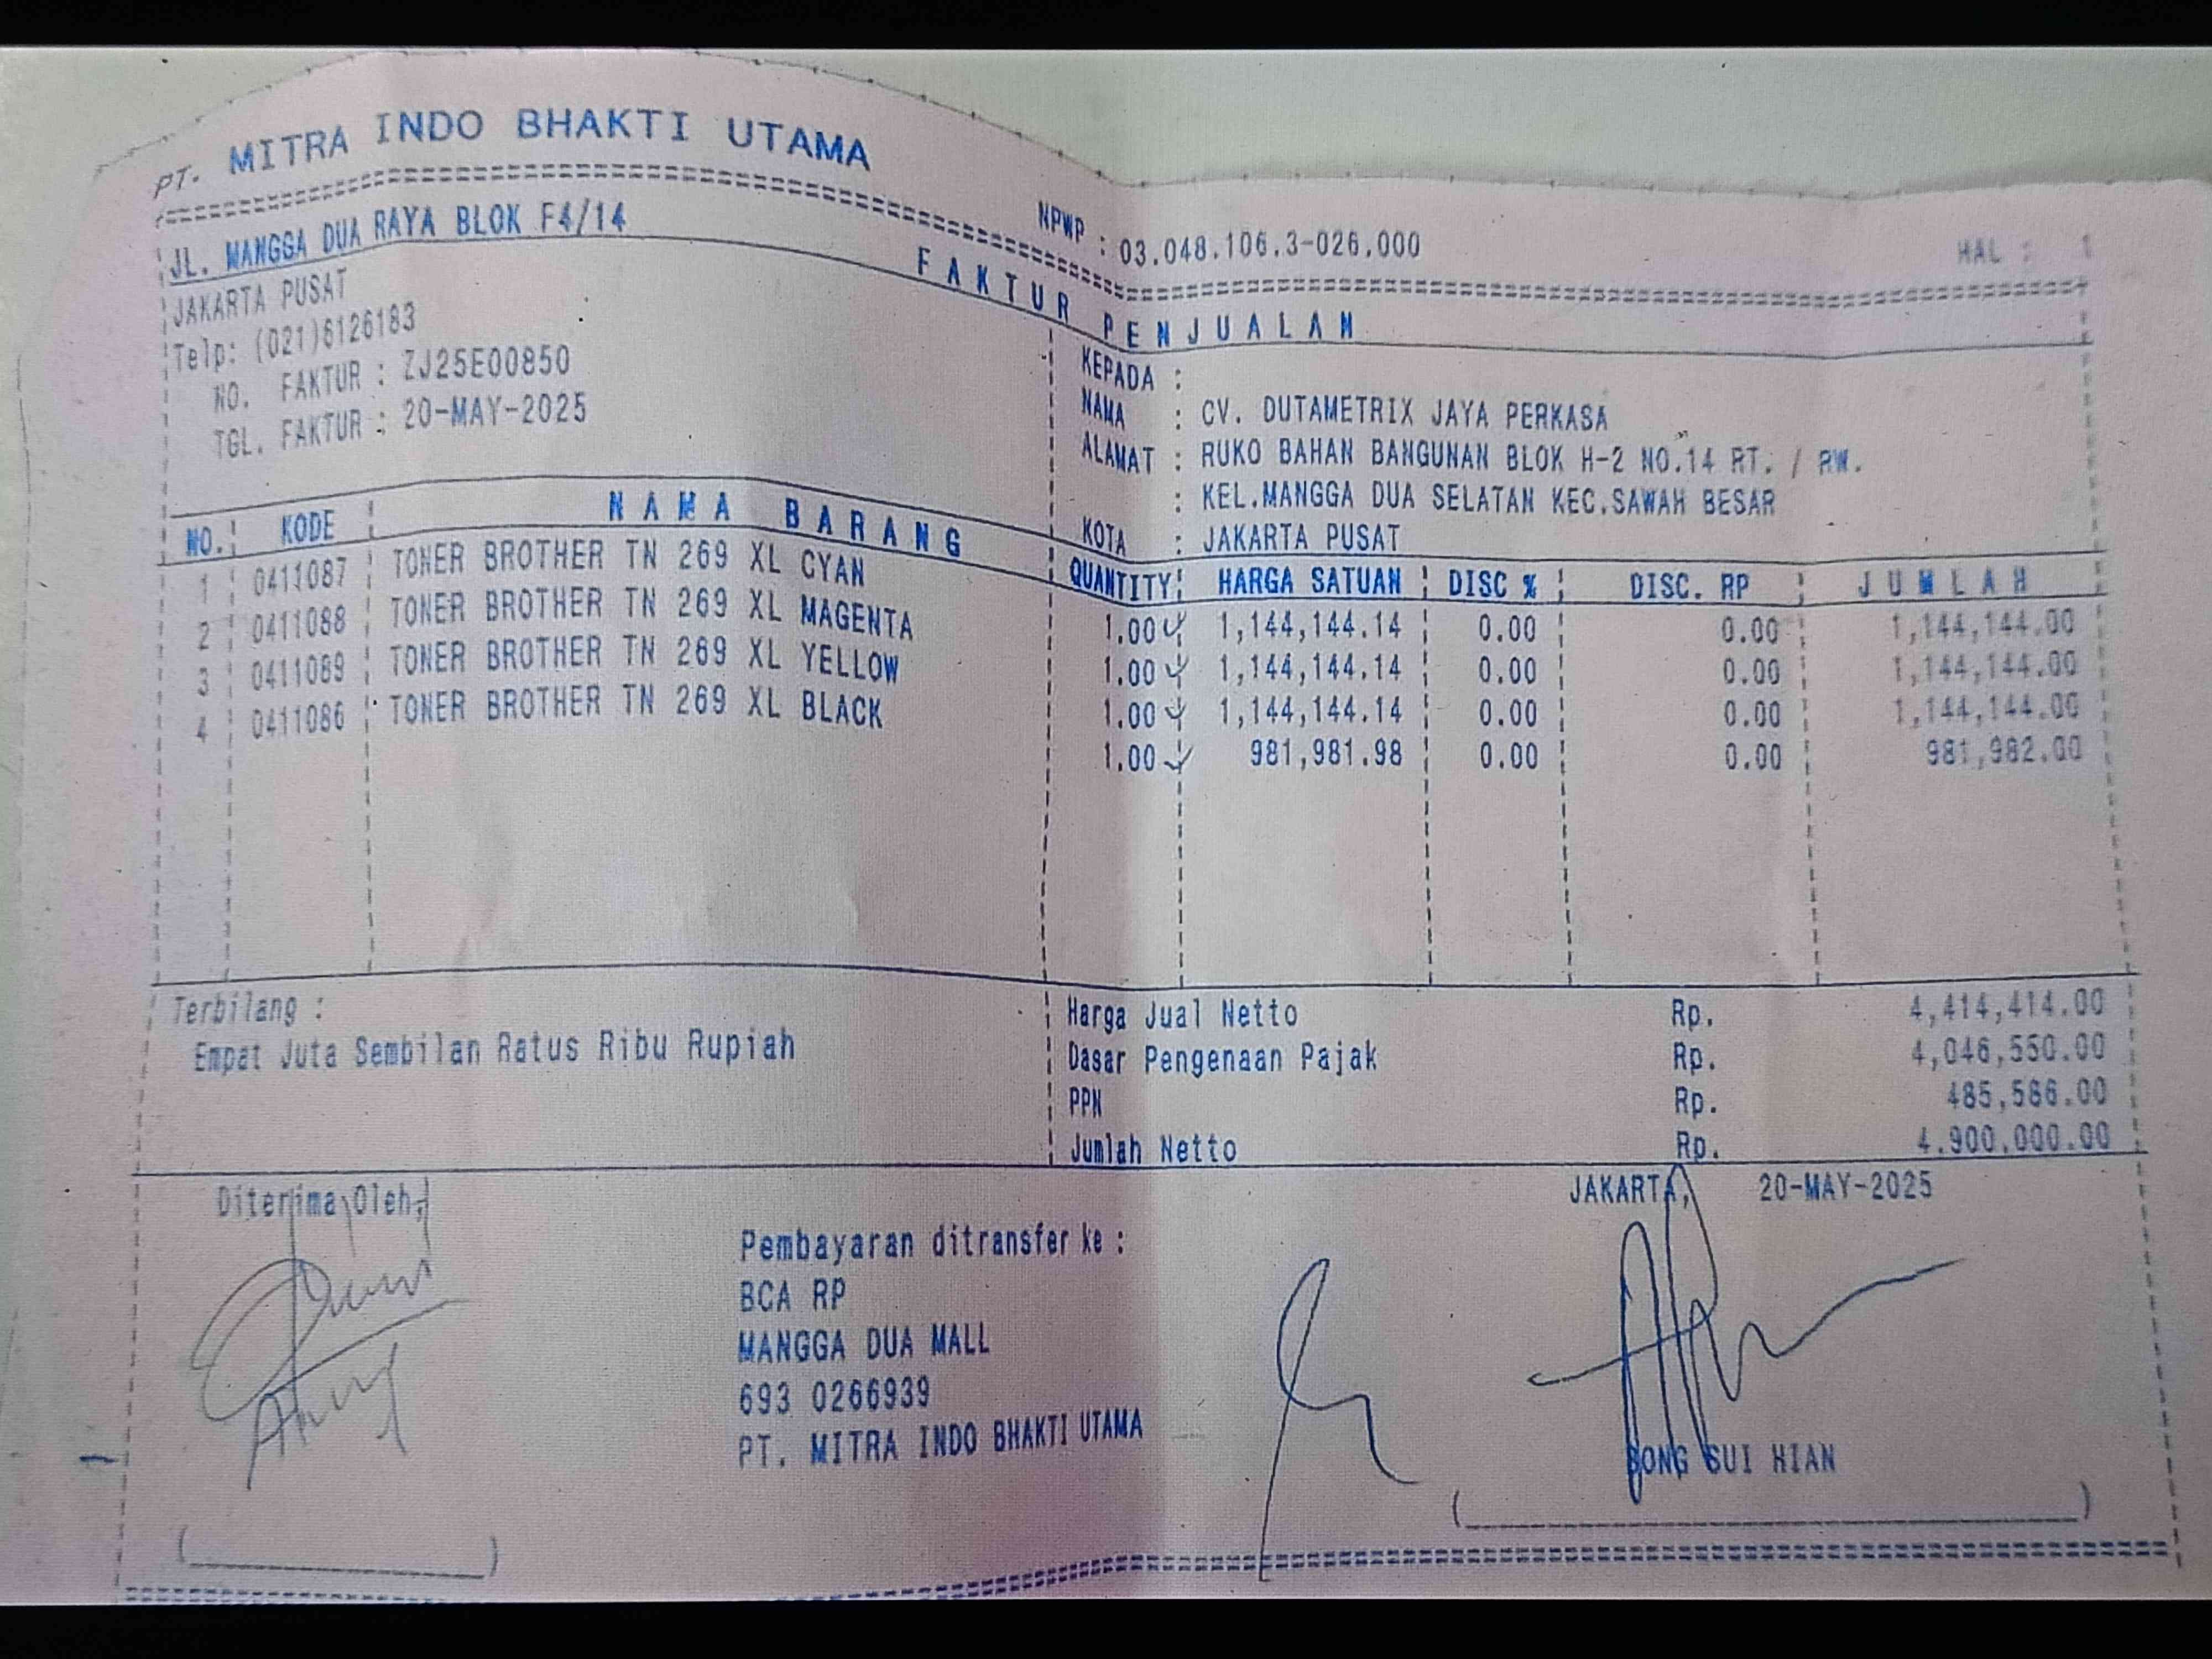 PT. MITRA INDO BHAKTI UTAMA
NPWP : 03.048.106.3-026.000
HAL : 1
JL. MANGGA DUA RAYA BLOK F4/14
JAKARTA PUSAT
Telp: (021)6126183
NO. FAKTUR : ZJ25E00850
TGL. FAKTUR : 20-MAY-2025
FAKTUR PENJUALAN
KEPADA :
NAMA : CV. DUTAMETRIX JAYA PERKASA
ALAMAT : RUKO BAHAN BANGUNAN BLOK H-2 NO.14 RT. / RW.
: KEL.MANGGA DUA SELATAN KEC.SAWAH BESAR
KOTA : JAKARTA PUSAT
NO. KODE NAMA BARANG QUANTITY HARGA SATUAN DISC % DISC. RP JUMLAH
1 0411087 TONER BROTHER TN 269 XL CYAN 1.00 1,144,144.14 0.00 0.00 1,144,144.00
2 0411088 TONER BROTHER TN 269 XL MAGENTA 1.00 1,144,144.14 0.00 0.00 1,144,144.00
3 0411089 TONER BROTHER TN 269 XL YELLOW 1.00 1,144,144.14 0.00 0.00 1,144,144.00
4 0411086 TONER BROTHER TN 269 XL BLACK 1.00 981,981.98 0.00 0.00 981,982.00
Terbilang :
Empat Juta Sembilan Ratus Ribu Rupiah
Harga Jual Netto Rp. 4,414,414.00
Dasar Pengenaan Pajak Rp. 4,046,550.00
PPN Rp. 485,586.00
Jumlah Netto Rp. 4.900.000.00
Diterima Oleh,
JAKARTA, 20-MAY-2025
Pembayaran ditransfer ke :
BCA RP
MANGGA DUA MALL
693 0266939
PT. MITRA INDO BHAKTI UTAMA
BONG SUI HIAN